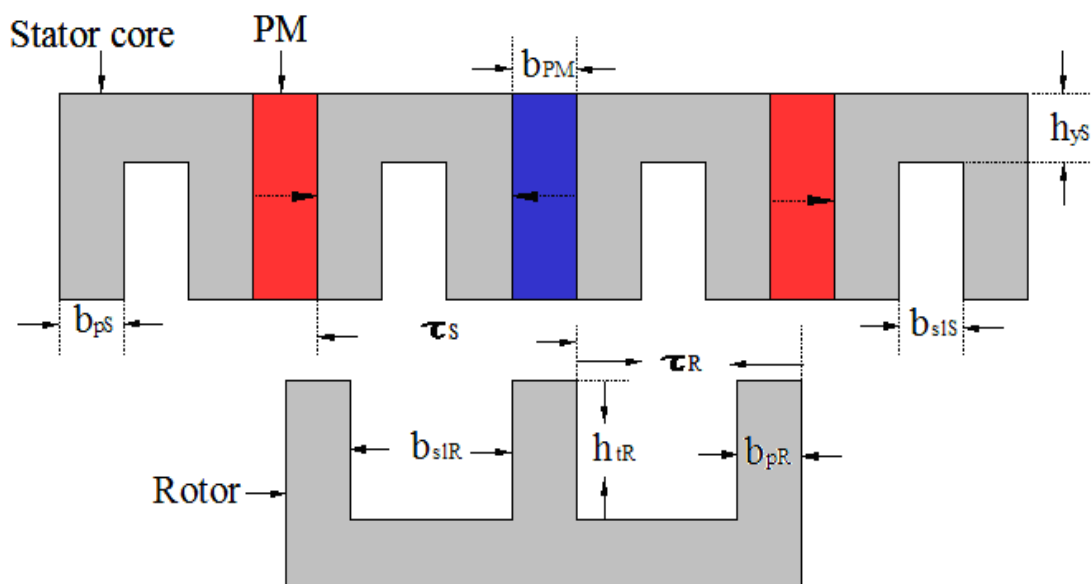 Stator core
PM
bPM
hyS
bpS
τS
bs1S
τR
bs1R
htR
bpR
Rotor